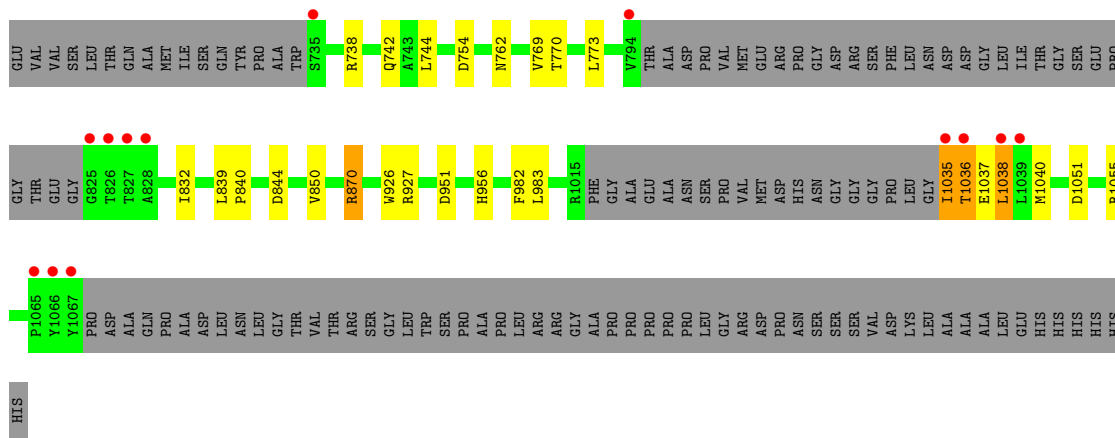 GLU VAL VAL SER LEU THR GLN ALA MET ILE SER GLN TYR PRO ALA TRP S735 R738 Q742 A743 L744 D754 N762 V769 T770 L773 V794 THR ALA ASP PRO VAL MET GLU ARG PRO GLY ASP ARG SER PHE LEU ASN ASP ASP GLY LEU ILE THR GLY SER GLU PRO
GLY THR GLU GLY G825 T826 T827 A828 I832 L839 P840 D844 V850 R870 W926 R927 D951 H956 F982 L983 R1015 PHE GLY ALA GLU ALA ASN SER PRO VAL MET ASP HIS ASN GLY GLY GLY PRO LEU GLY I1035 T1036 E1037 L1038 L1039 M1040 D1051 R1055
P1065 Y1066 Y1067 PRO ASP ALA GLN PRO ALA ASP LEU ASN LEU GLY THR VAL THR ARG SER GLY LEU TRP SER PRO ALA PRO LEU ARG ARG GLY ALA PRO PRO PRO PRO PRO PRO LEU GLY ARG ASP PRO ASN SER SER SER VAL ASP LYS LEU ALA ALA ALA LEU GLU HIS HIS HIS HIS HIS
HIS